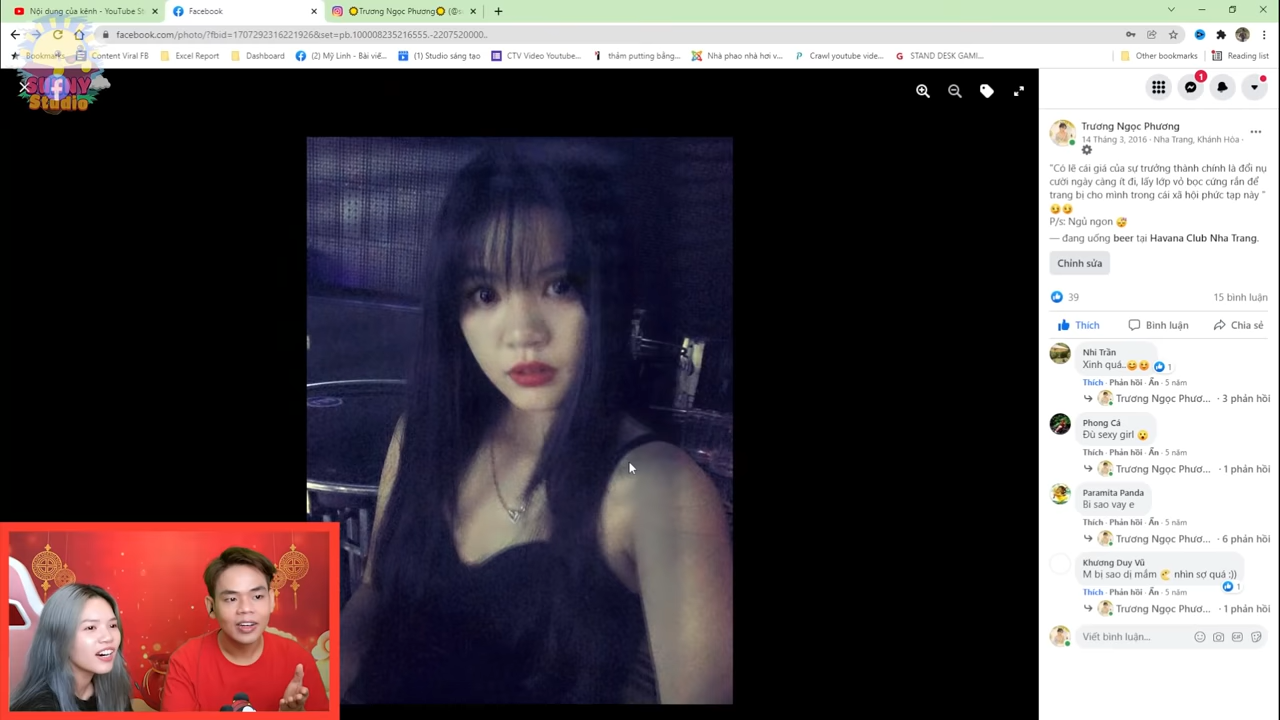 Nội dung của kênh - YouTube St
Facebook
⭕Trương Ngọc Phương⭕ (@s
facebook.com/photo/?fbid=1707292316221926&set=pb.100008235216555.-2207520000..
Bookmarks
Content Viral FB
Excel Report
Dashboard
(2) Mỹ Linh - Bài viế...
(1) Studio sáng tạo
CTV Video Youtube...
thảm putting bằng...
Nhà phao nhà hơi v...
Crawl youtube vide...
STAND DESK GAMI...
Other bookmarks
Reading list
SUNNY
Studio
1
Trương Ngọc Phương
14 Tháng 3, 2016 · Nha Trang, Khánh Hòa ·
"Có lẽ cái giá của sự trưởng thành chính là đổi nụ
cười ngày càng ít đi, lấy lớp vỏ bọc cứng rắn để
trang bị cho mình trong cái xã hội phức tạp này "
😏😏
P/s: Ngủ ngon 😴
— đang uống beer tại Havana Club Nha Trang.
Chỉnh sửa
39
15 bình luận
Thích
Bình luận
Chia sẻ
Nhi Trần
Xinh quá..😊😊
1
Thích · Phản hồi · Ẩn · 5 năm
Trương Ngọc Phươ... · 3 phản hồi
Phong Cá
Đù sexy girl 😮
Thích · Phản hồi · Ẩn · 5 năm
Trương Ngọc Phươ... · 1 phản hồi
Paramita Panda
Bi sao vay e
Thích · Phản hồi · Ẩn · 5 năm
Trương Ngọc Phươ... · 6 phản hồi
Khương Duy Vũ
M bị sao dị mầm nhìn sợ quá :))
1
Thích · Phản hồi · Ẩn · 5 năm
Trương Ngọc Phươ... · 1 phản hồi
Viết bình luận...